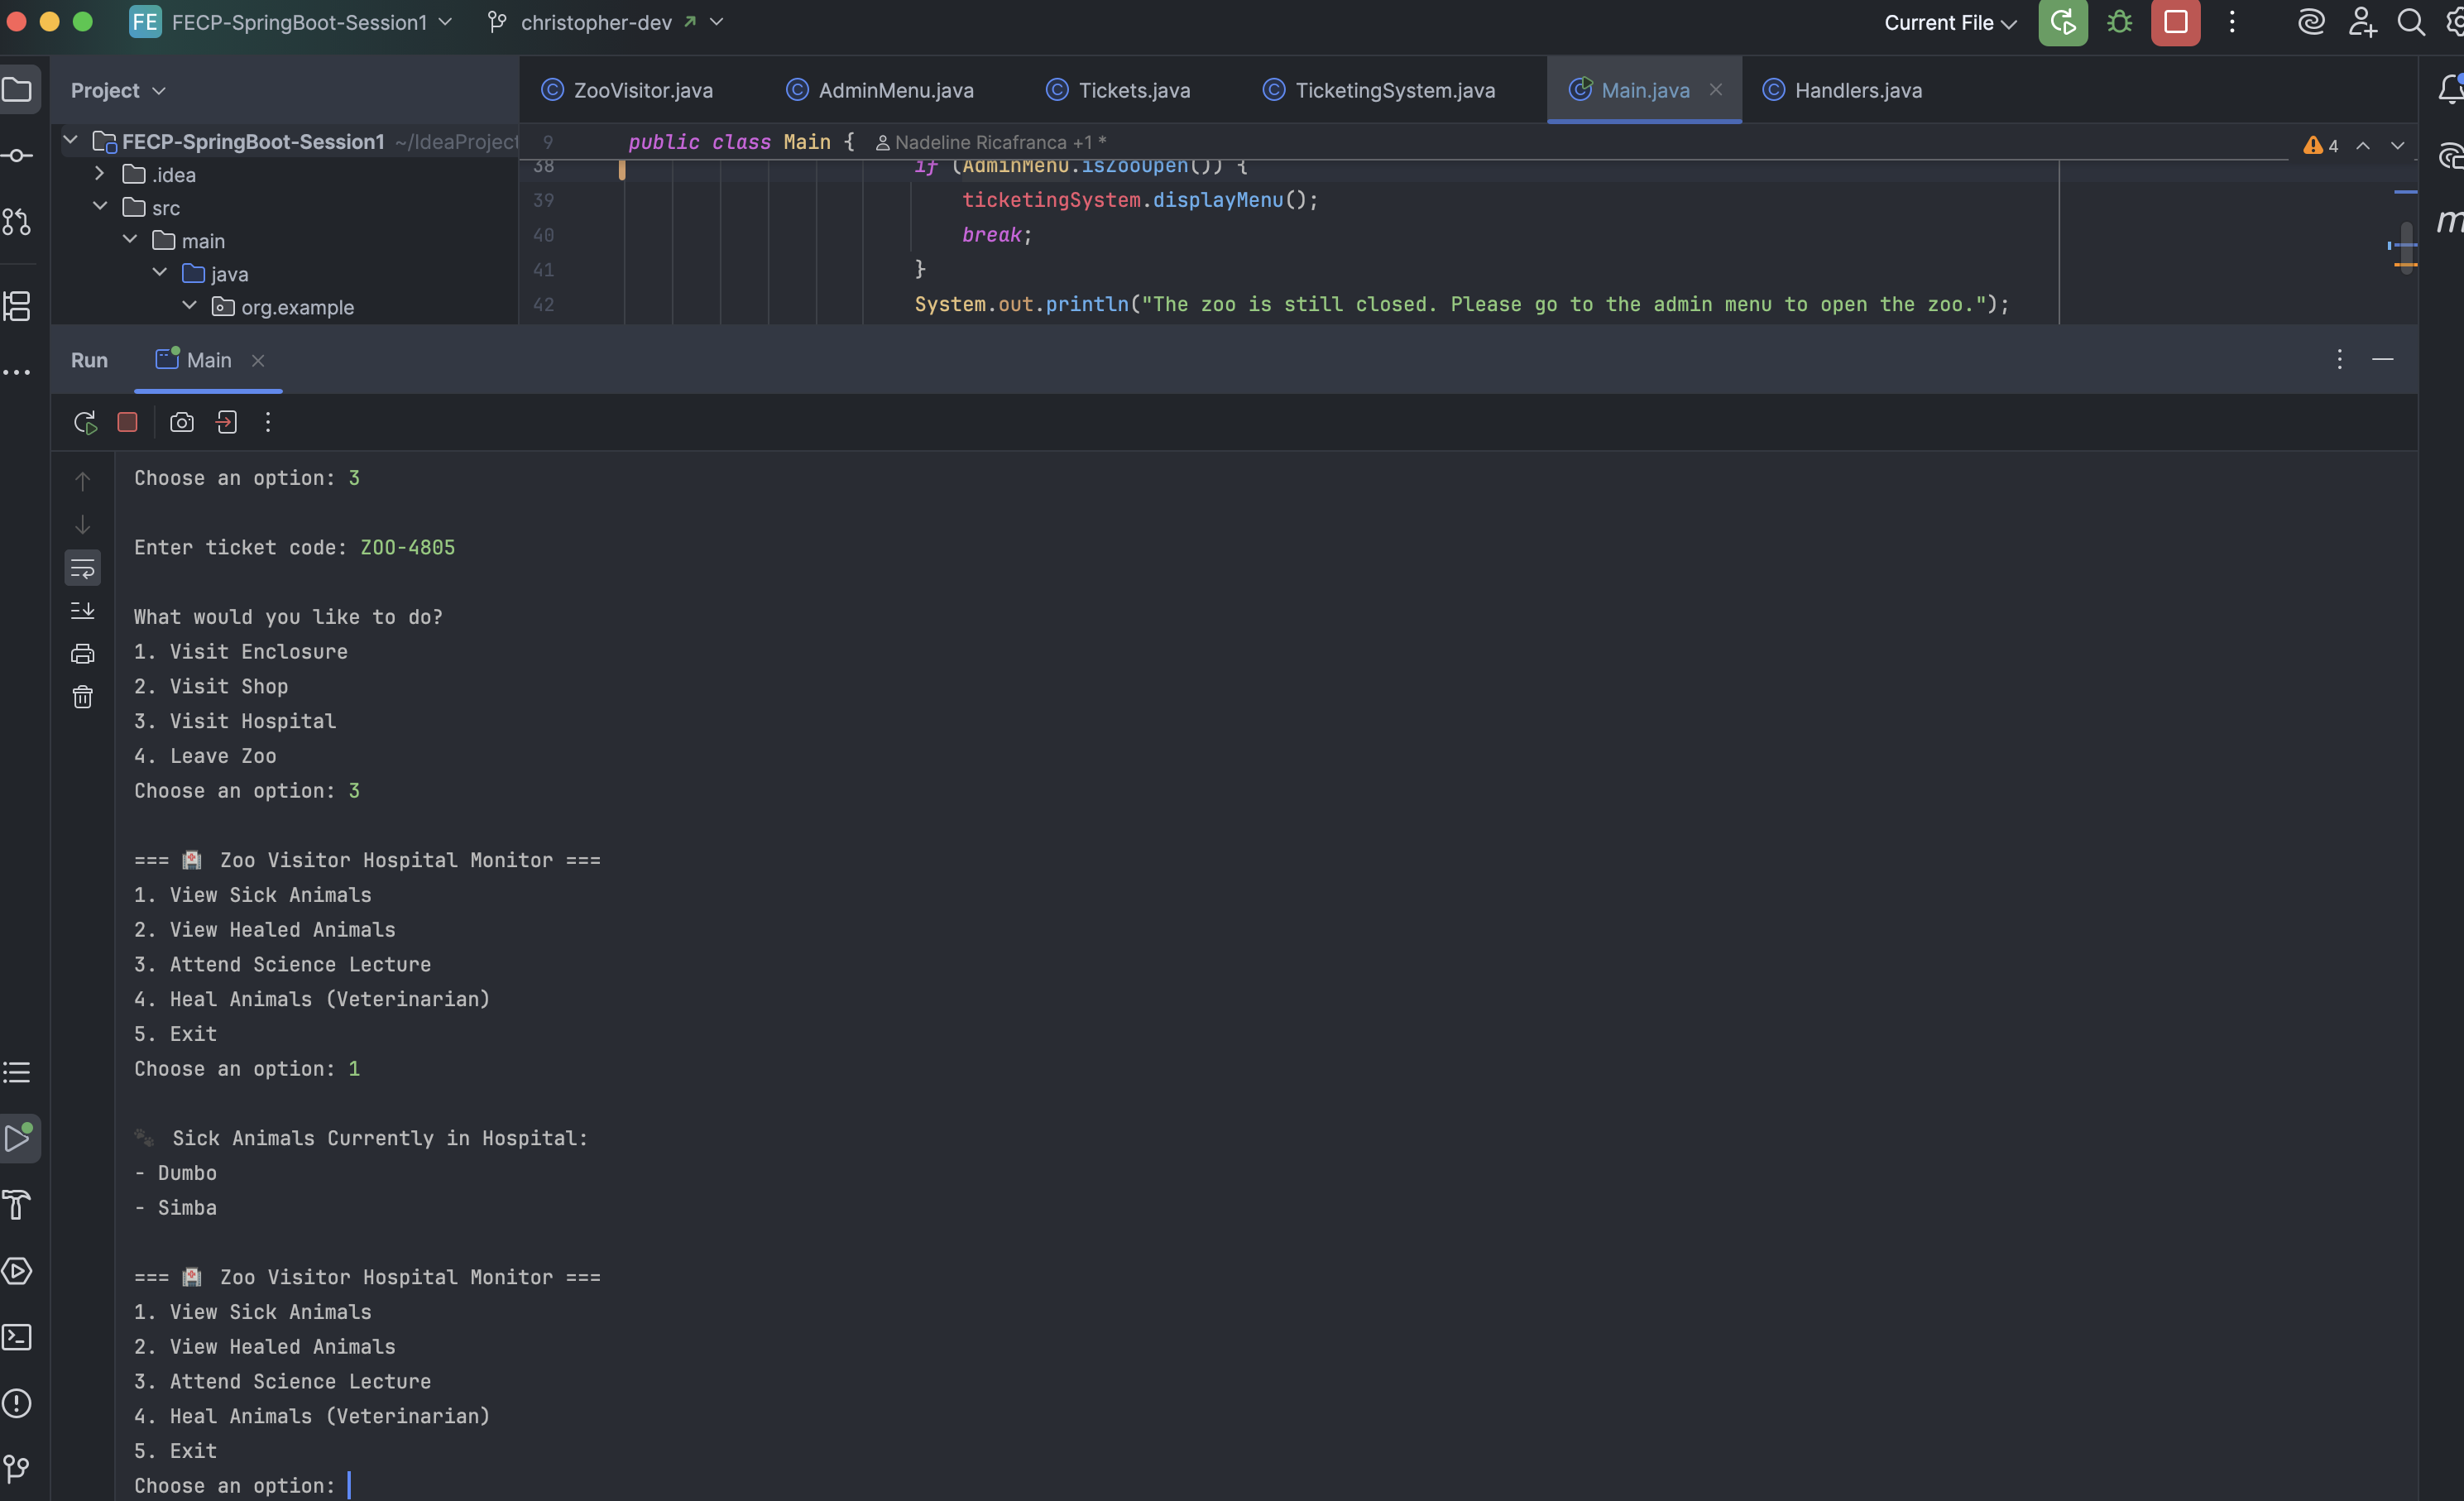 FE FECP-SpringBoot-Session1 christopher-dev Current File
Project
ZooVisitor.java AdminMenu.java Tickets.java TicketingSystem.java Main.java Handlers.java
FECP-SpringBoot-Session1 ~/IdeaProject
.idea
src
main
java
org.example
9 public class Main { Nadeline Ricafranca +1 *
4
38 if (AdminMenu.isZooOpen()) {
39 ticketingSystem.displayMenu();
40 break;
41 }
42 System.out.println("The zoo is still closed. Please go to the admin menu to open the zoo.");
Run Main
Choose an option: 3
Enter ticket code: ZOO-4805
What would you like to do?
1. Visit Enclosure
2. Visit Shop
3. Visit Hospital
4. Leave Zoo
Choose an option: 3
=== 🏥 Zoo Visitor Hospital Monitor ===
1. View Sick Animals
2. View Healed Animals
3. Attend Science Lecture
4. Heal Animals (Veterinarian)
5. Exit
Choose an option: 1
🐾 Sick Animals Currently in Hospital:
- Dumbo
- Simba
=== 🏥 Zoo Visitor Hospital Monitor ===
1. View Sick Animals
2. View Healed Animals
3. Attend Science Lecture
4. Heal Animals (Veterinarian)
5. Exit
Choose an option: